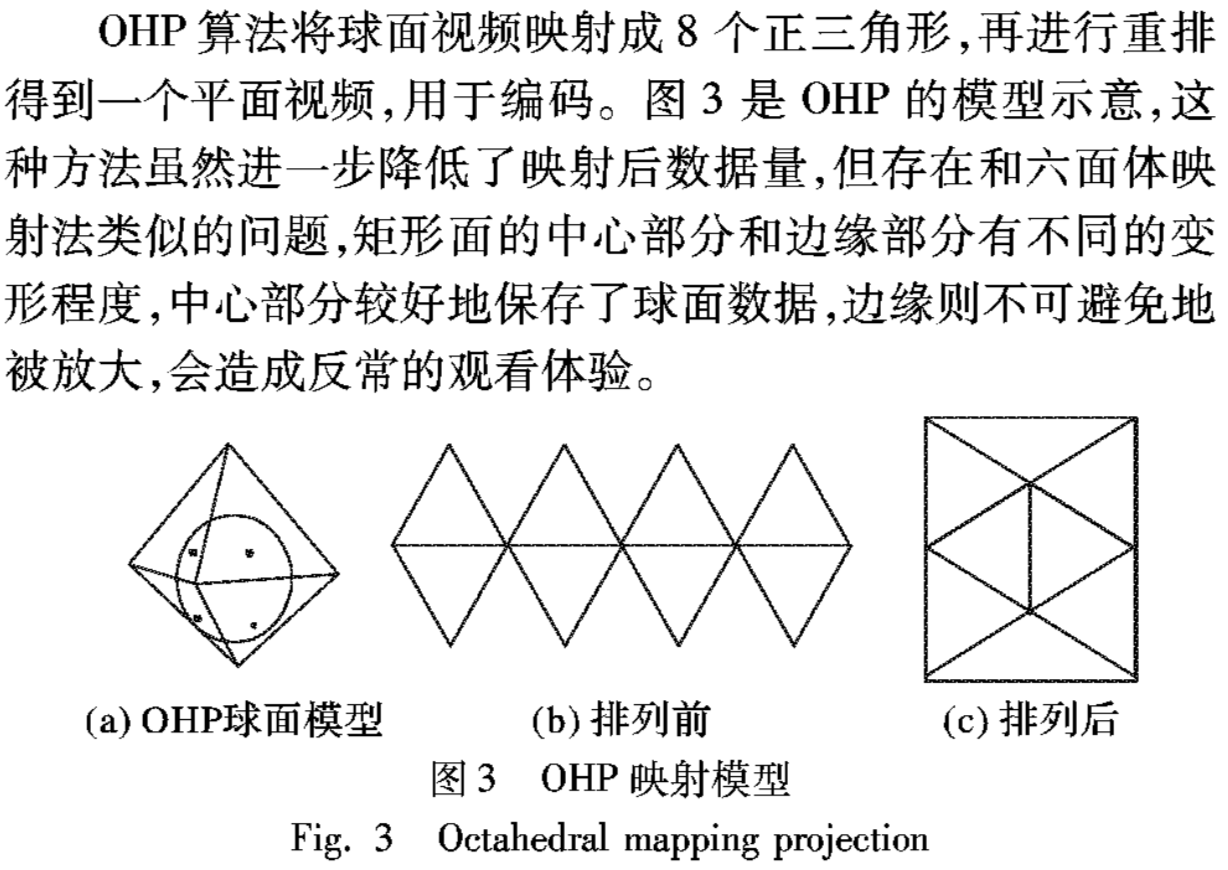 OHP 算法将球面视频映射成 8 个正三角形,再进行重排
得到一个平面视频,用于编码。图 3 是 OHP 的模型示意,这
种方法虽然进一步降低了映射后数据量,但存在和六面体映
射法类似的问题,矩形面的中心部分和边缘部分有不同的变
形程度,中心部分较好地保存了球面数据,边缘则不可避免地
被放大,会造成反常的观看体验。
(a) OHP球面模型 (b) 排列前 (c) 排列后
图 3 OHP 映射模型
Fig. 3 Octahedral mapping projection